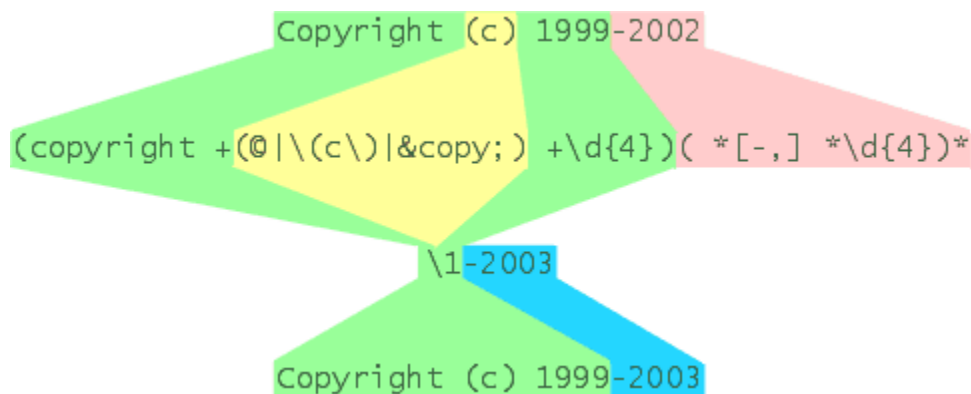 Copyright (c) 1999-2002
(copyright +(©|\(c\)|&copy;) +\d{4})( *[-,] *\d{4})*
\1-2003
Copyright (c) 1999-2003